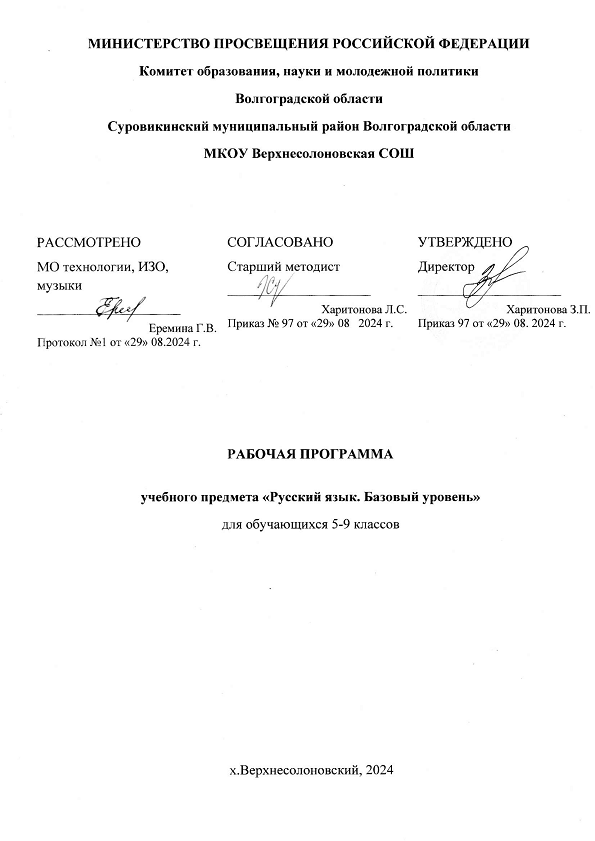 МИНИСТЕРСТВО ПРОСВЕЩЕНИЯ РОССИЙСКОЙ ФЕДЕРАЦИИ
Комитет образования, науки и молодежной политики
Волгоградской области
Суровикинский муниципальный район Волгоградской области
МКОУ Верхнесолоновская СОШ
РАССМОТРЕНО
МО технологии, ИЗО,
музыки
Еремина Г.В.
Протокол №1 от «29» 08.2024 г.
СОГЛАСОВАНО
Старший методист
Харитонова Л.С.
Приказ № 97 от «29» 08 2024 г.
УТВЕРЖДЕНО
Директор
Харитонова З.П.
Приказ 97 от «29» 08. 2024 г.
РАБОЧАЯ ПРОГРАММА
учебного предмета «Русский язык. Базовый уровень»
для обучающихся 5-9 классов
х.Верхнесолоновский, 2024